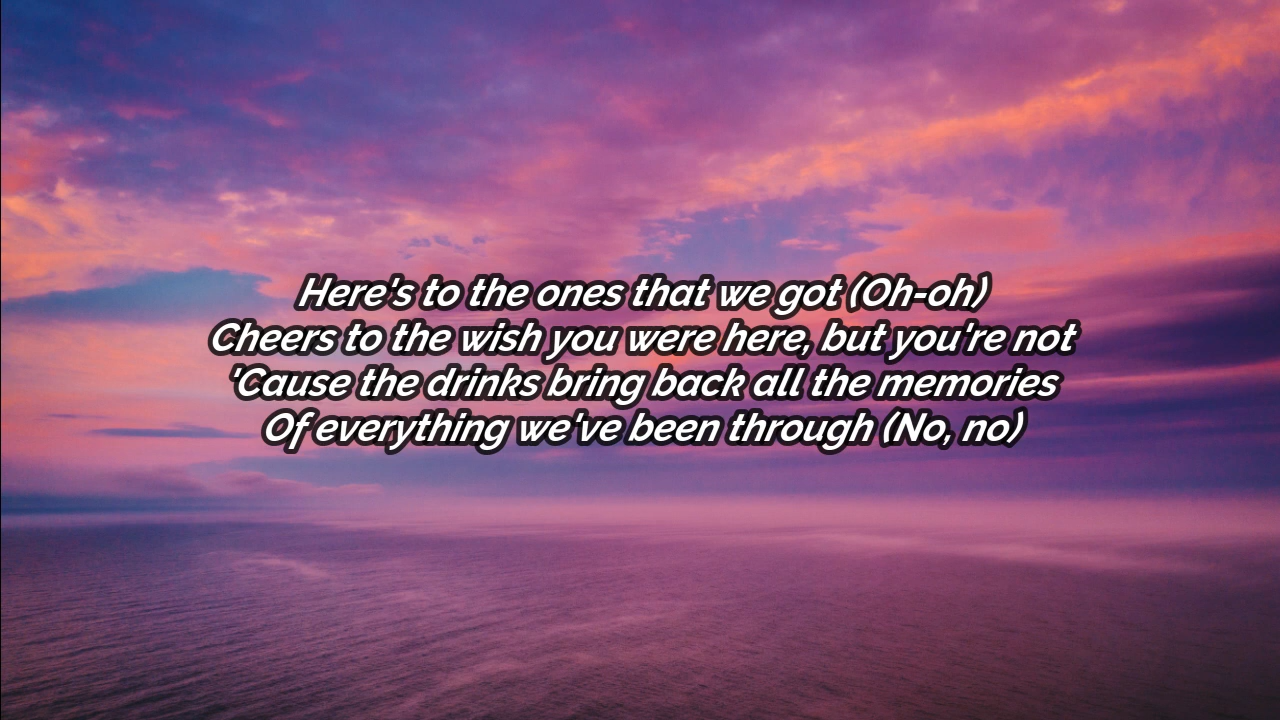 Here's to the ones that we got (Oh-oh)
Cheers to the wish you were here, but you're not
'Cause the drinks bring back all the memories
Of everything we've been through (No, no)